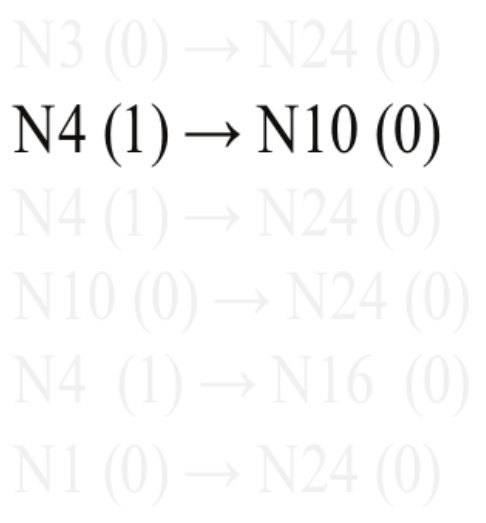 N3 (0) → N24 (0)
N4 (1) → N10 (0)
N4 (1) → N24 (0)
N10 (0) → N24 (0)
N4 (1) → N16 (0)
N1 (0) → N24 (0)